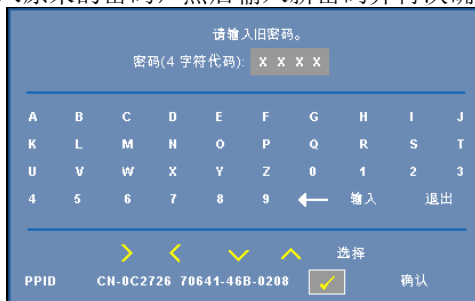 请输入旧密码。
密码(4 字符代码): X X X X
A B C D E F G H I J
K L M N O P Q R S T
U V W X Y Z 0 1 2 3
4 5 6 7 8 9 ← 输入 退出
选择
PPID CN-0C2726 70641-46B-0208 确认